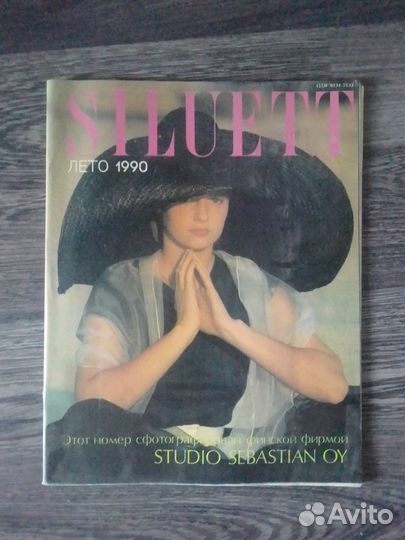 SILUETT
ЛЕТО 1990
Этот номер сфотографирован финской фирмой
STUDIO SEBASTIAN OY
Avito